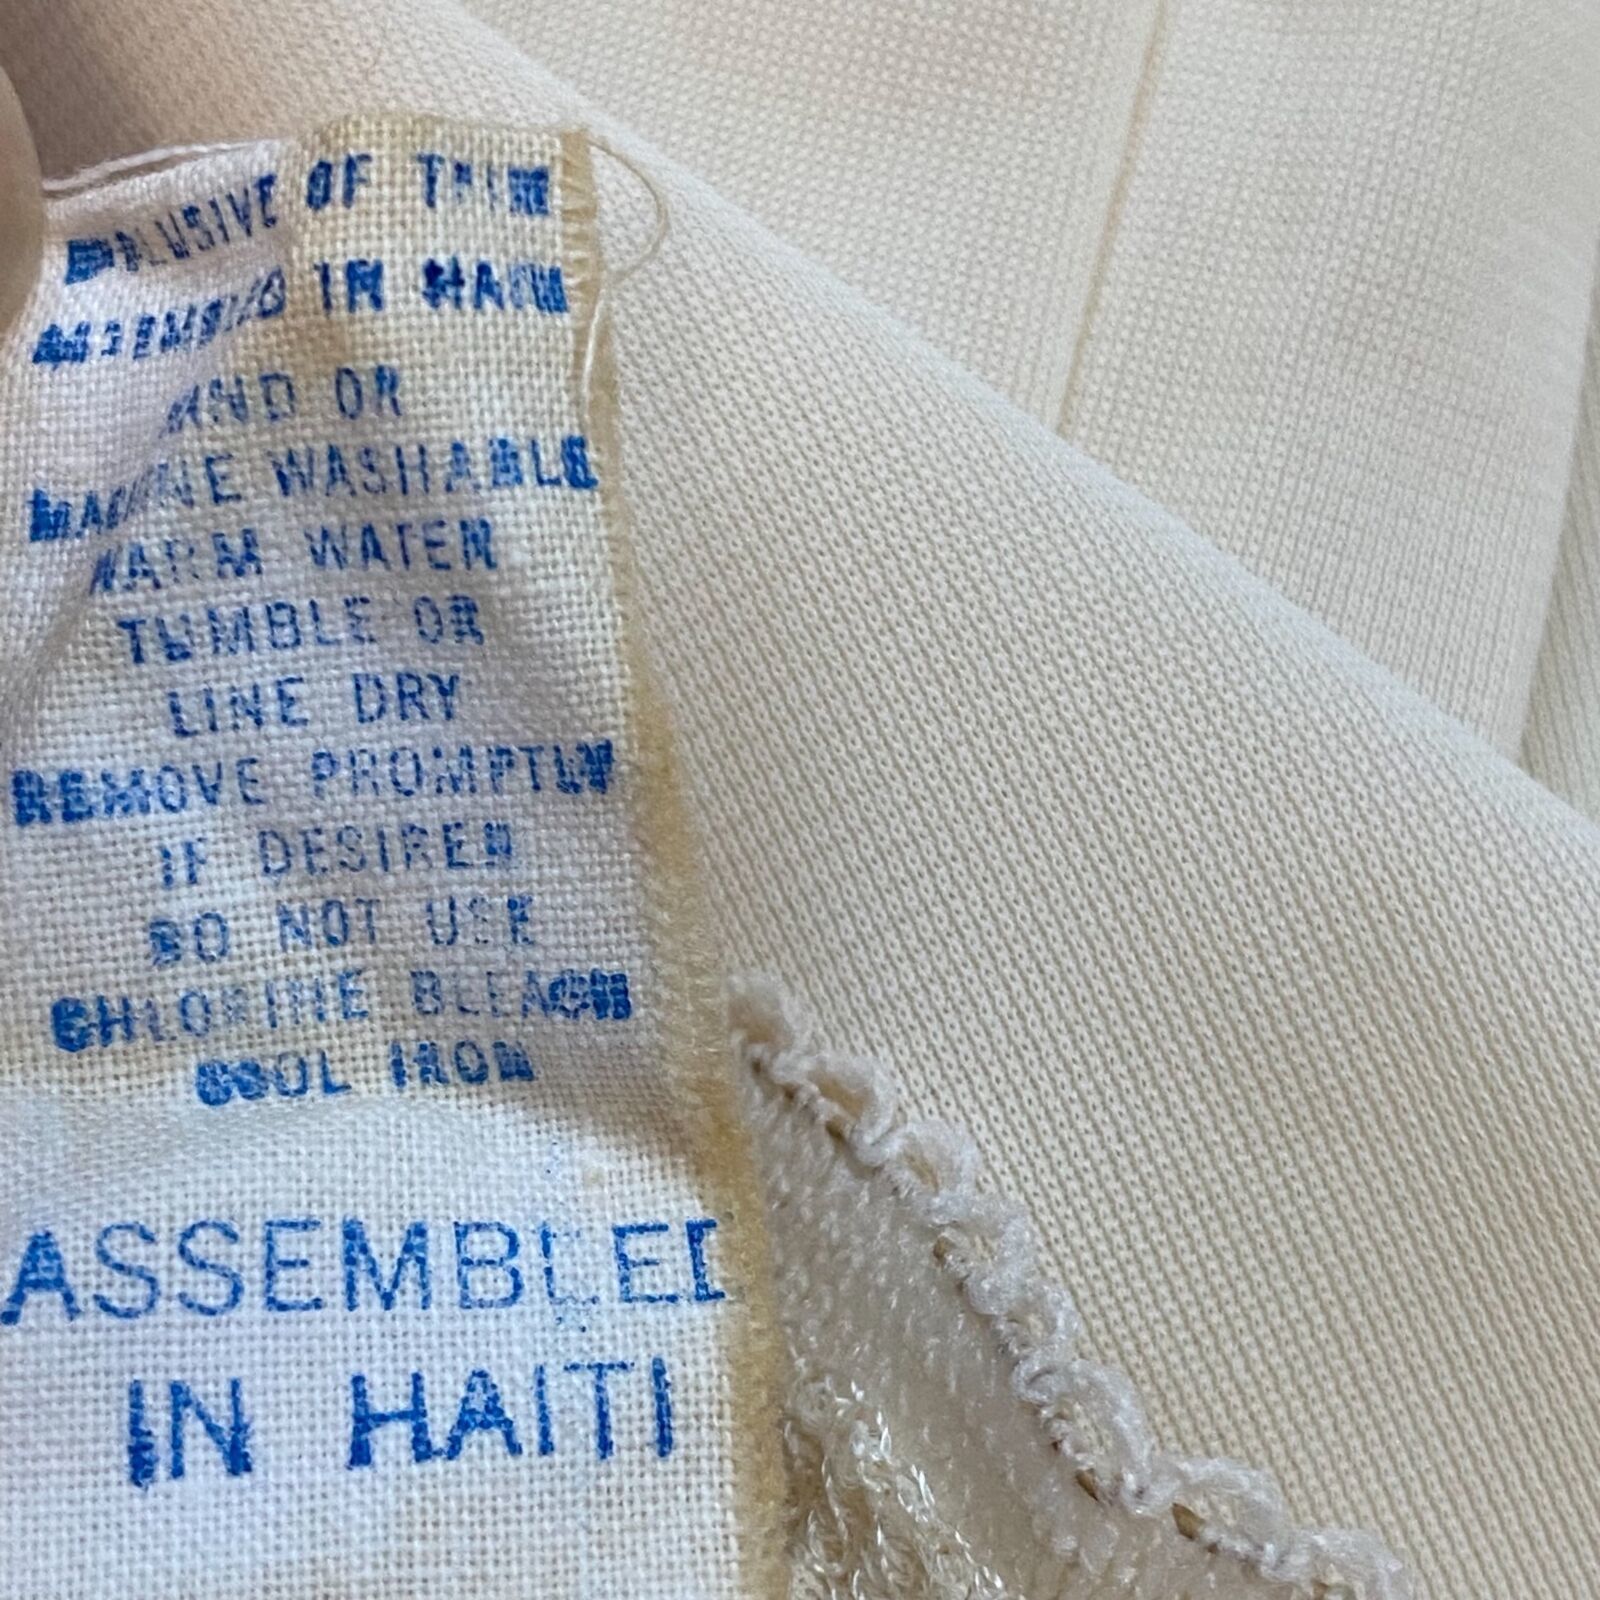 EXCLUSIVE OF TRIM
ASSEMBLED IN HAITI
HAND OR
MACHINE WASHABLE
WARM WATER
TUMBLE OR
LINE DRY
REMOVE PROMPTLY
IF DESIRED
DO NOT USE
CHLORINE BLEACH
COOL IRON
ASSEMBLED
IN HAITI